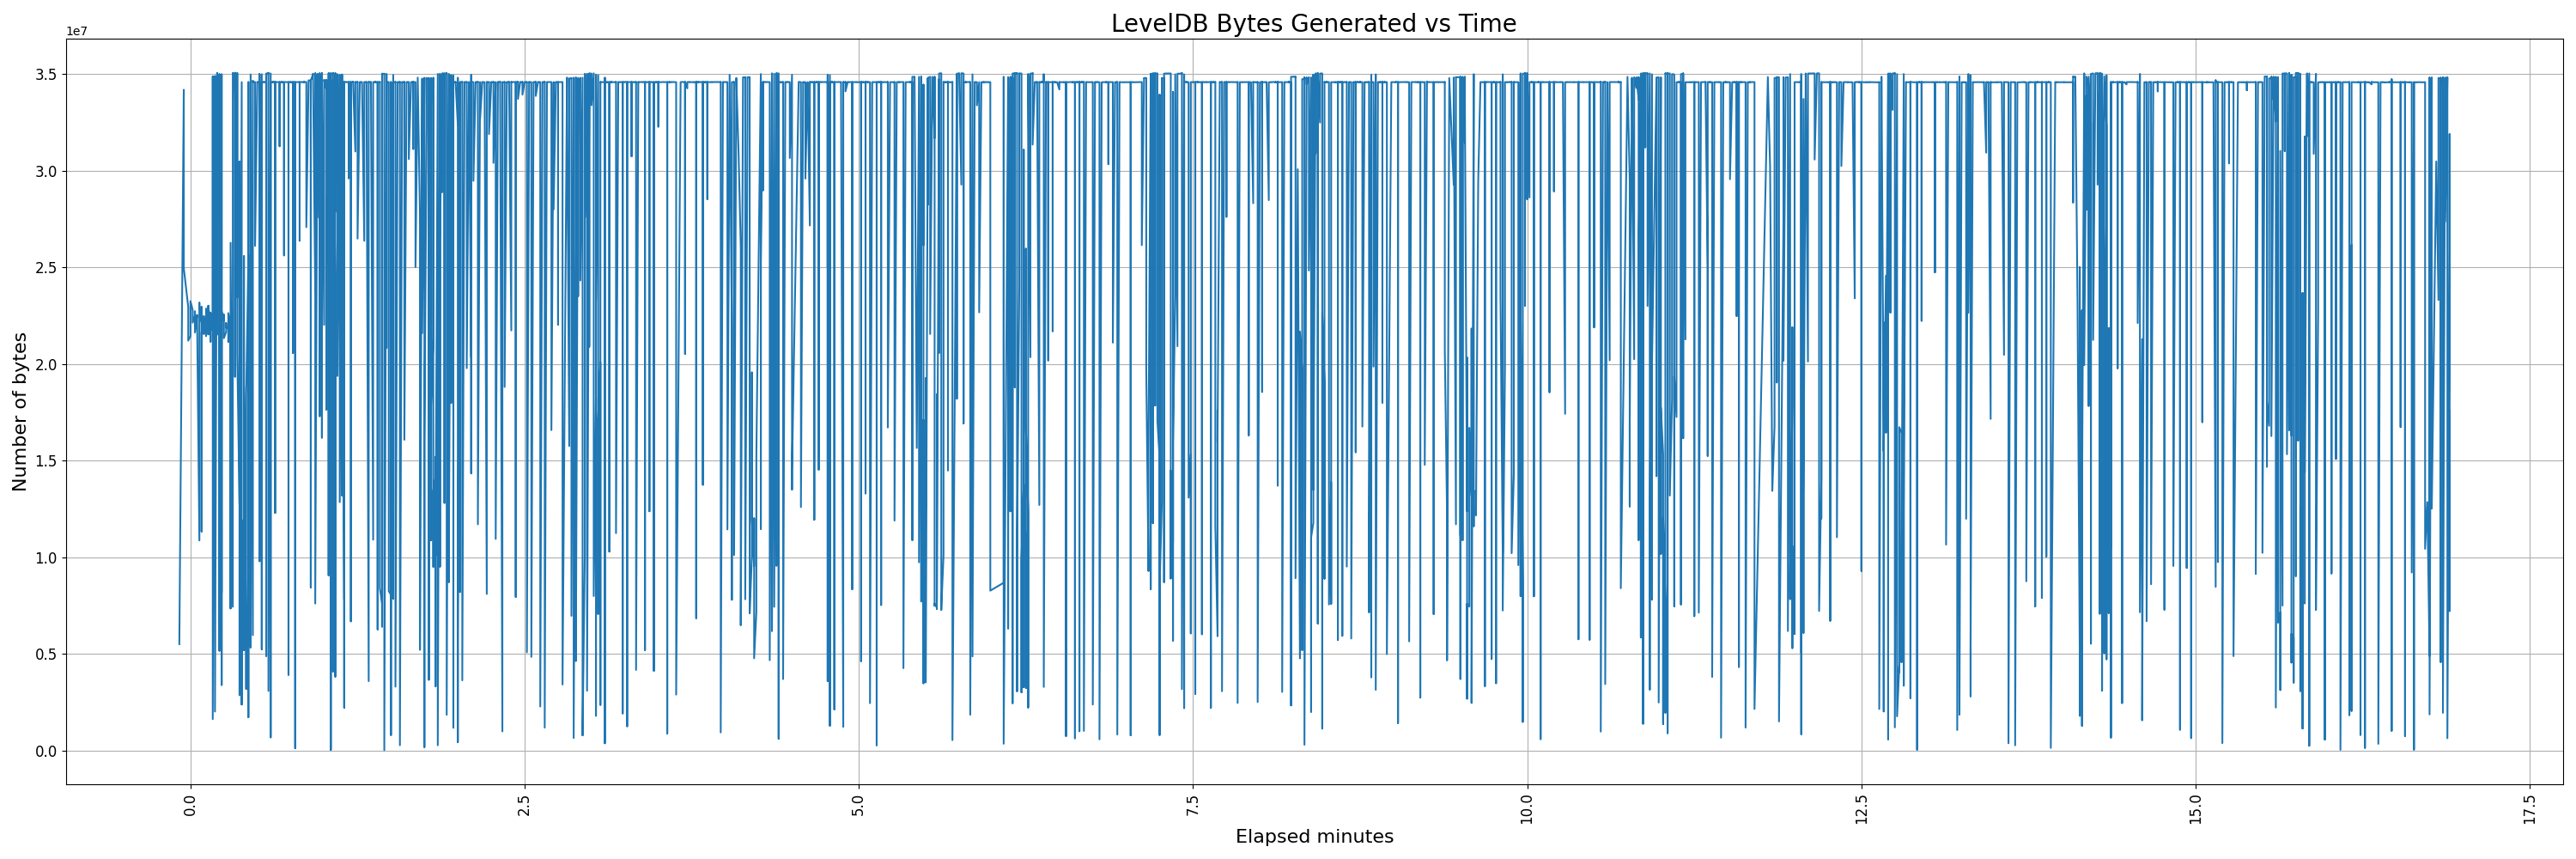 LevelDB Bytes Generated vs Time
1e7
3.5
3.0
2.5
2.0
1.5
1.0
0.5
0.0
Number of bytes
0.0 2.5 5.0 7.5 10.0 12.5 15.0 17.5
Elapsed minutes